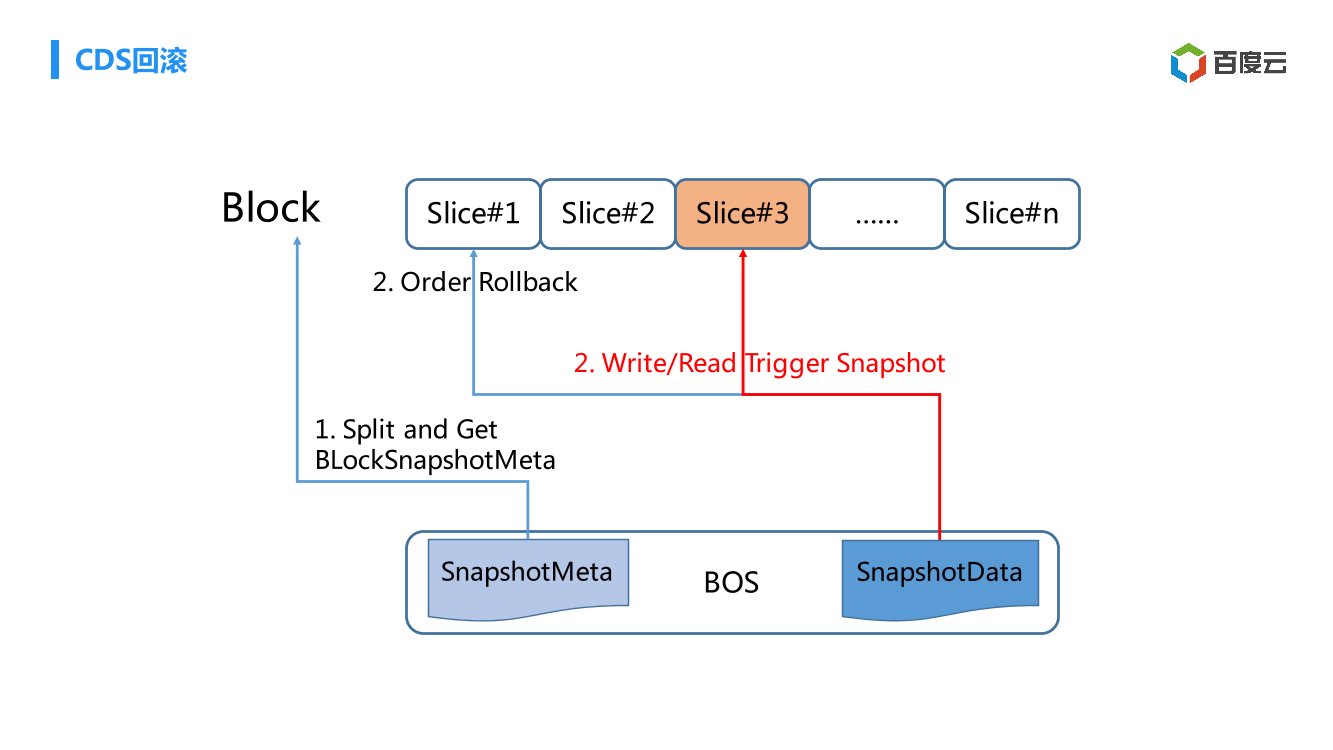 CDS回滚
百度云
Block
Slice#1 Slice#2 Slice#3 ...... Slice#n
2. Order Rollback
2. Write/Read Trigger Snapshot
1. Split and Get
BLockSnapshotMeta
SnapshotMeta
BOS
SnapshotData